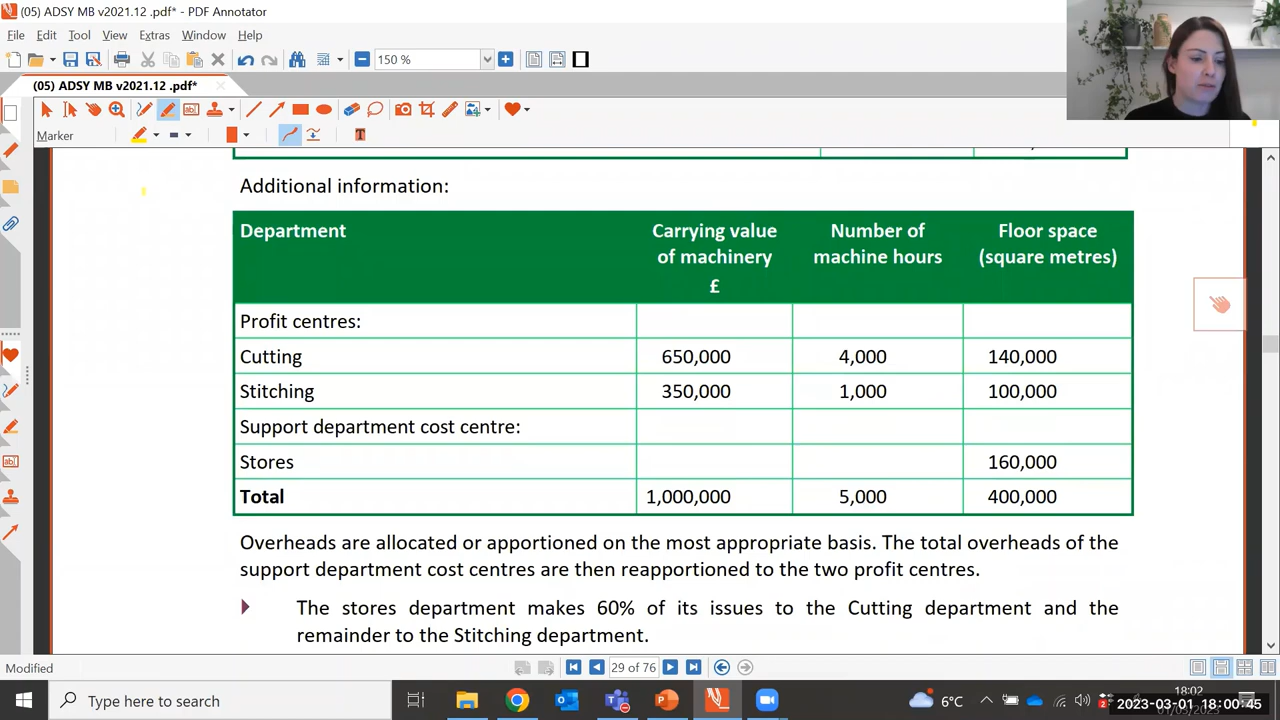 (05) ADSY MB v2021.12 .pdf* - PDF Annotator
File Edit Tool View Extras Window Help
150 %
(05) ADSY MB v2021.12 .pdf*
Marker
Additional information:
Department Carrying value of machinery £ Number of machine hours Floor space (square metres)
Profit centres:
Cutting 650,000 4,000 140,000
Stitching 350,000 1,000 100,000
Support department cost centre:
Stores 160,000
Total 1,000,000 5,000 400,000
Overheads are allocated or apportioned on the most appropriate basis. The total overheads of the
support department cost centres are then reapportioned to the two profit centres.
The stores department makes 60% of its issues to the Cutting department and the
remainder to the Stitching department.
Modified 29 of 76
Type here to search 6°C 18:02
2023-03-01 18:00:45